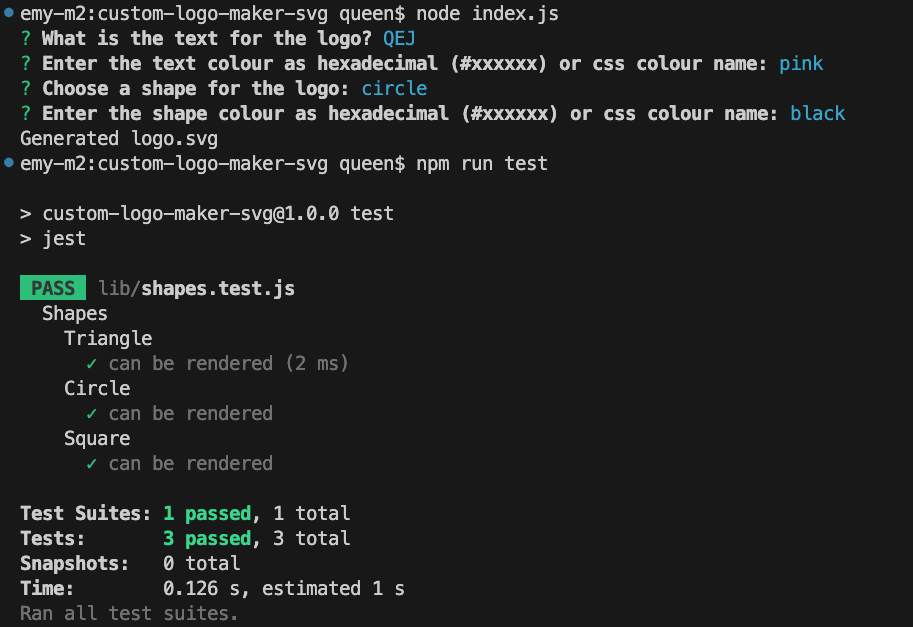 emy-m2:custom-logo-maker-svg queen$ node index.js
? What is the text for the logo? QEJ
? Enter the text colour as hexadecimal (#xxxxxx) or css colour name: pink
? Choose a shape for the logo: circle
? Enter the shape colour as hexadecimal (#xxxxxx) or css colour name: black
Generated logo.svg
emy-m2:custom-logo-maker-svg queen$ npm run test
> custom-logo-maker-svg@1.0.0 test
> jest
PASS lib/shapes.test.js
Shapes
Triangle
✓ can be rendered (2 ms)
Circle
✓ can be rendered
Square
✓ can be rendered
Test Suites: 1 passed, 1 total
Tests: 3 passed, 3 total
Snapshots: 0 total
Time: 0.126 s, estimated 1 s
Ran all test suites.